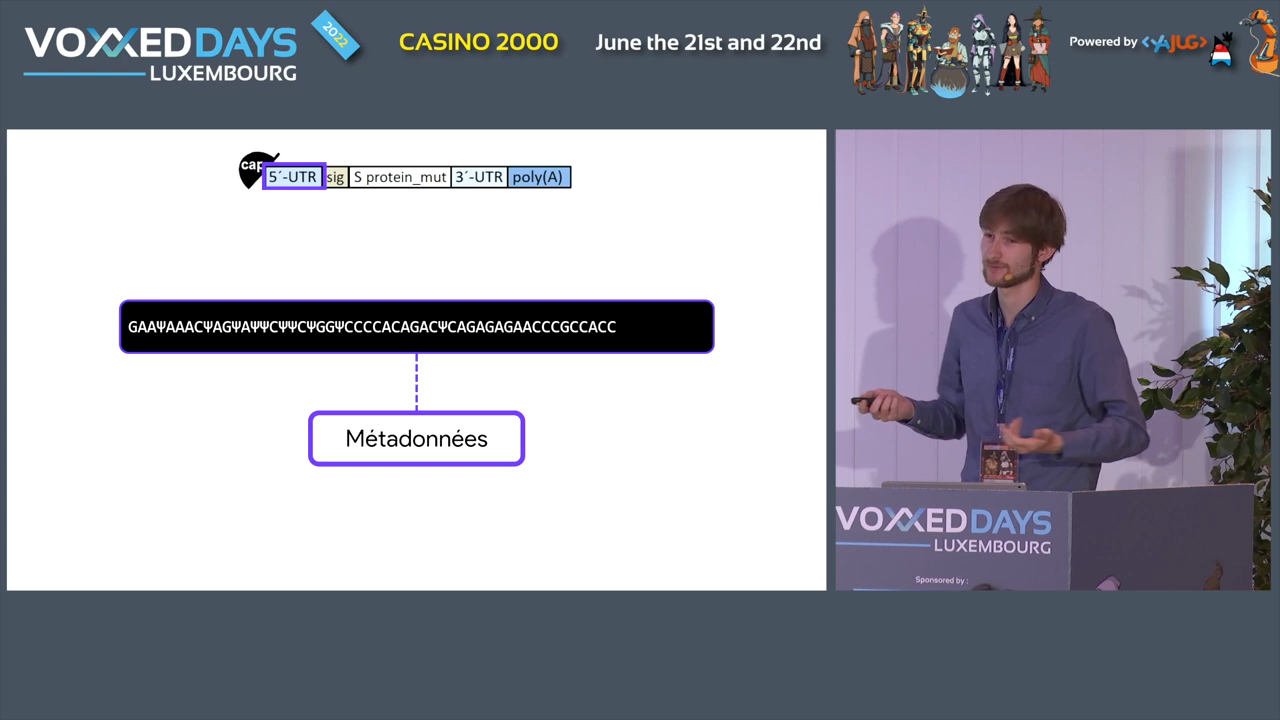 VOXXED DAYS
LUXEMBOURG
2022
CASINO 2000
June the 21st and 22nd
Powered by <YAJUG>
cap
5´-UTR
sig
S protein_mut
3´-UTR
poly(A)
GAAΨAAACΨAGΨAΨΨCΨΨCΨGGΨCCCCACAGACΨCAGAGAGAACCCGCCACC
Métadonnées
VOXXED DAYS
LUXEMBOURG
Sponsored by :